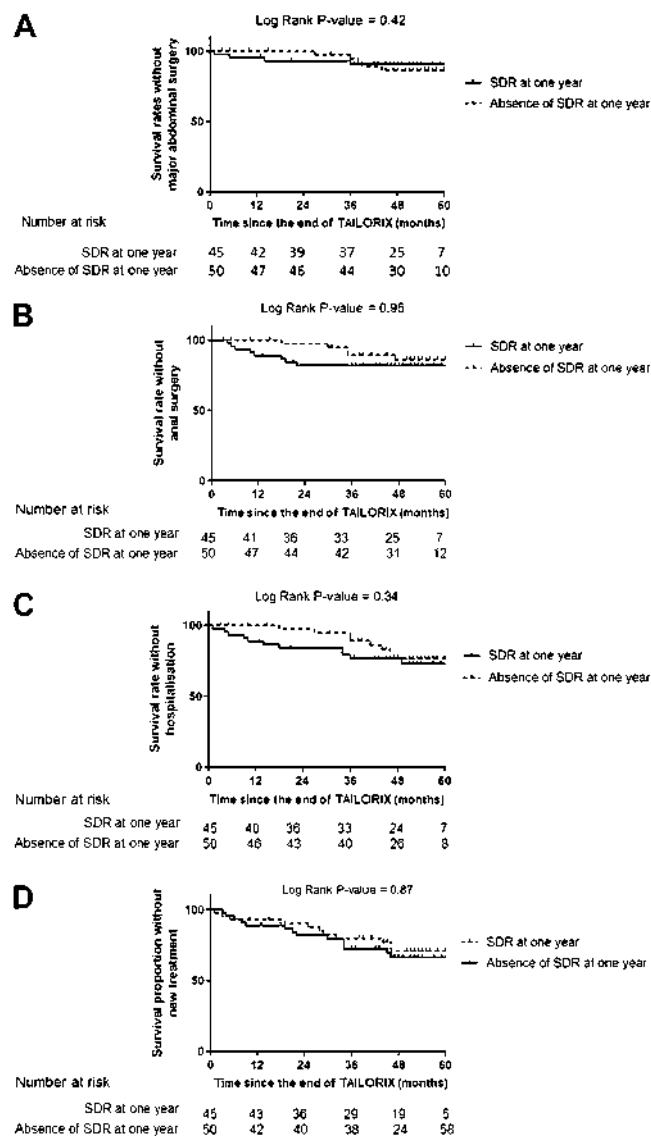 A
Log Rank P-value = 0.42
Survival rates without
major abdominal surgery
100
50
0
0 12 24 36 48 60
Time since the end of TAILORIX (months)
SDR at one year
Absence of SDR at one year
Number at risk
SDR at one year 45 42 39 37 25 7
Absence of SDR at one year 50 47 46 44 30 10
B
Log Rank P-value = 0.95
Survival rate without
anal surgery
100
50
0
0 12 24 36 48 60
Time since the end of TAILORIX (months)
SDR at one year
Absence of SDR at one year
Number at risk
SDR at one year 45 41 36 33 25 7
Absence of SDR at one year 50 47 44 42 31 12
C
Log Rank P-value = 0.34
Survival rate without
hospitalisation
100
50
0
0 12 24 36 48 60
Time since the end of TAILORIX (months)
SDR at one year
Absence of SDR at one year
Number at risk
SDR at one year 45 40 36 33 24 7
Absence of SDR at one year 50 46 43 40 26 8
D
Log Rank P-value = 0.87
Survival proportion without
new treatment
100
50
0
0 12 24 36 48 60
Time since the end of TAILORIX (months)
SDR at one year
Absence of SDR at one year
Number at risk
SDR at one year 45 43 36 29 19 5
Absence of SDR at one year 50 42 40 38 24 58